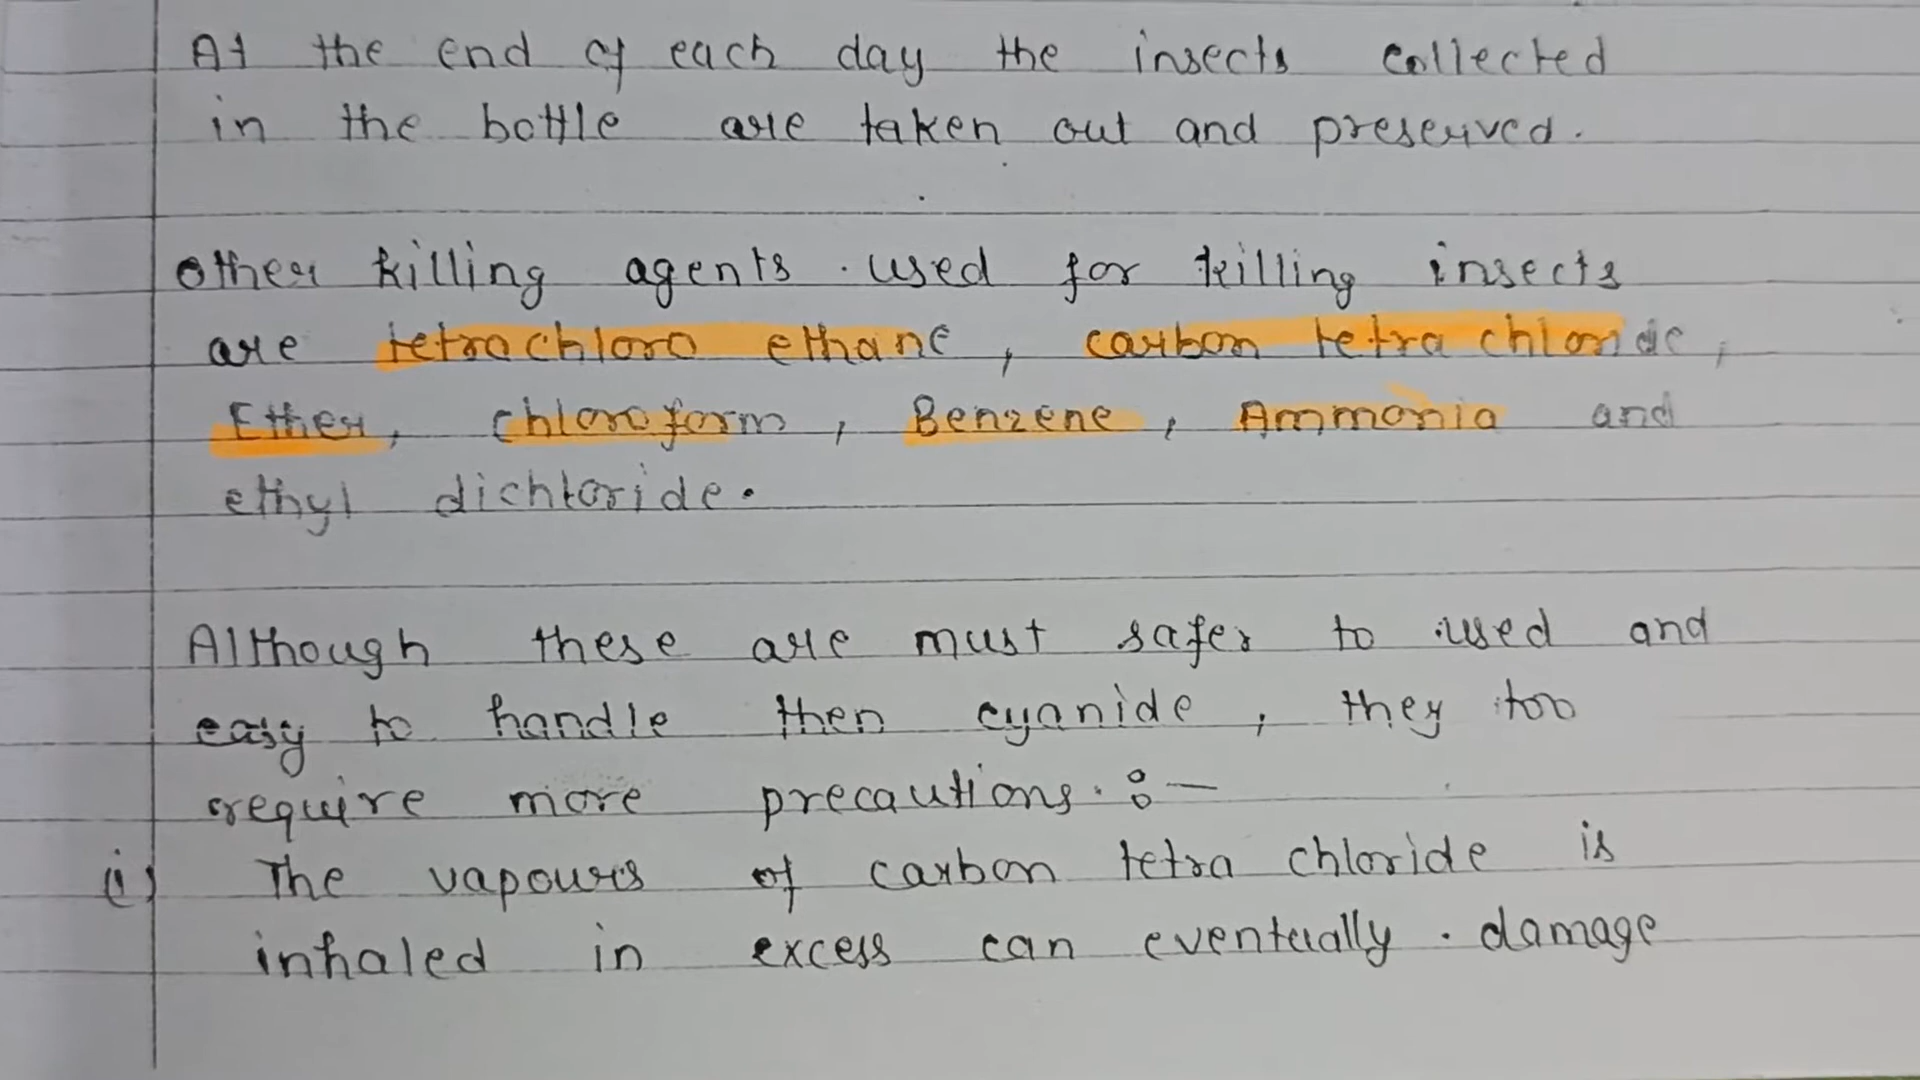 At the end of each day the insects collected
in the bottle are taken out and preserved.
Other killing agents used for killing insects
are tetrachloro ethane, carbon tetra chloride,
Ether, chloroform, Benzene, Ammonia and
ethyl dichloride.
Although these are must safer to used and
easy to handle then cyanide, they too
require more precautions. :-
(i) The vapours of carbon tetra chloride is
inhaled in excess can eventually damage